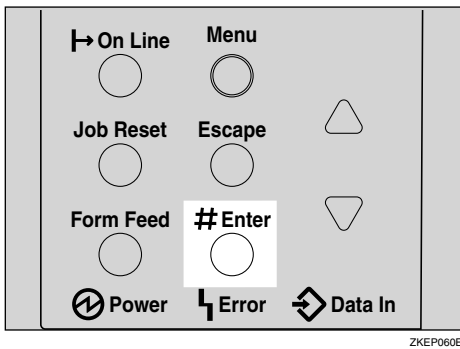 On Line Menu
Job Reset Escape
Form Feed # Enter
Power Error Data In
ZKEP060E